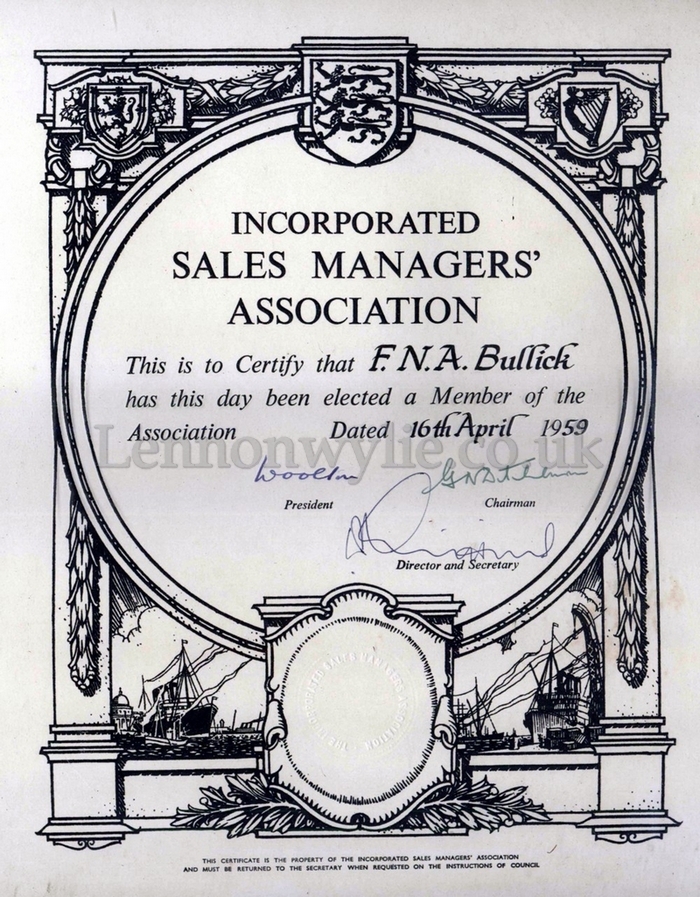 INCORPORATED
SALES MANAGERS'
ASSOCIATION
This is to Certify that F. N. A. Bullick
has this day been elected a Member of the
Association Dated 16th April 1959
Lennonwylie.co.uk
Woolton
President
Chairman
Director and Secretary
THIS CERTIFICATE IS THE PROPERTY OF THE INCORPORATED SALES MANAGERS' ASSOCIATION
AND MUST BE RETURNED TO THE SECRETARY WHEN REQUESTED ON THE INSTRUCTIONS OF COUNCIL